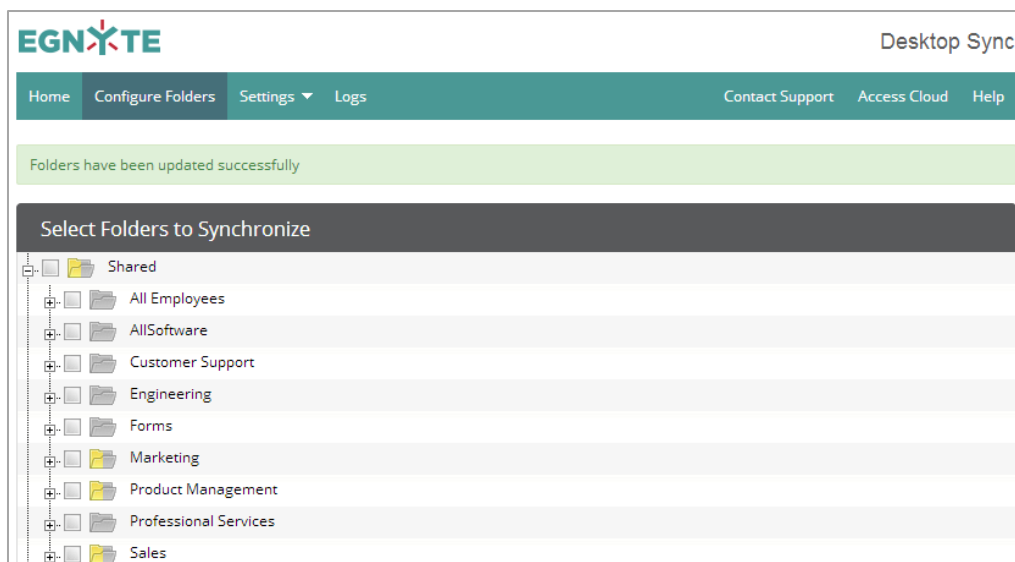 EGNYTE
Desktop Sync
Home Configure Folders Settings Logs Contact Support Access Cloud Help
Folders have been updated successfully
Select Folders to Synchronize
Shared
All Employees
AllSoftware
Customer Support
Engineering
Forms
Marketing
Product Management
Professional Services
Sales